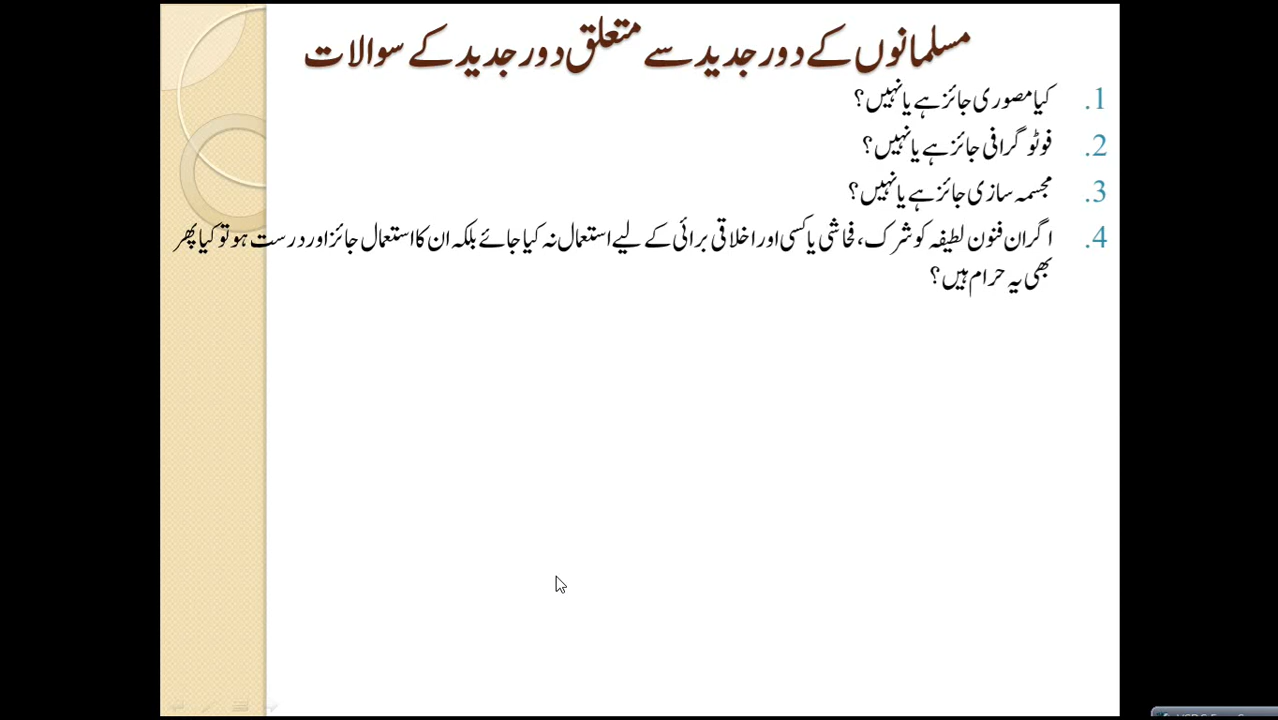 مسلمانوں کے دور جدید سے متعلق دور جدید کے سوالات
1. کیا مصوری جائز ہے یا نہیں؟
2. فوٹو گرافی جائز ہے یا نہیں؟
3. مجسمہ سازی جائز ہے یا نہیں؟
4. اگر ان فنون لطیفہ کو شرک، فحاشی یا کسی اور اخلاقی برائی کے لیے استعمال نہ کیا جائے بلکہ ان کا استعمال جائز اور درست ہو تو کیا پھر
بھی یہ حرام ہیں؟